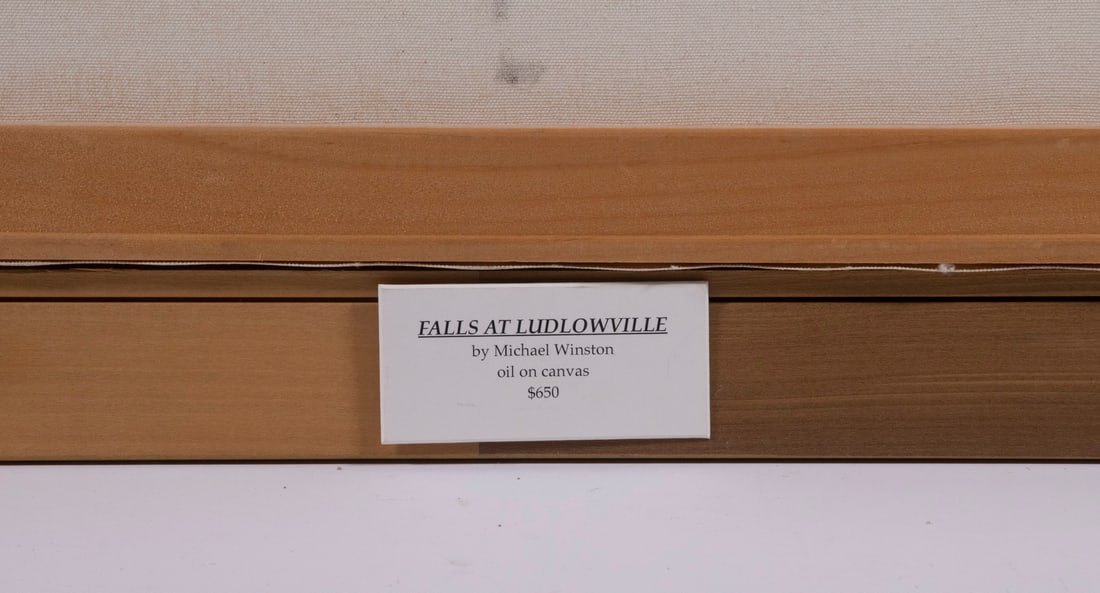 FALLS AT LUDLOWVILLE
by Michael Winston
oil on canvas
$650